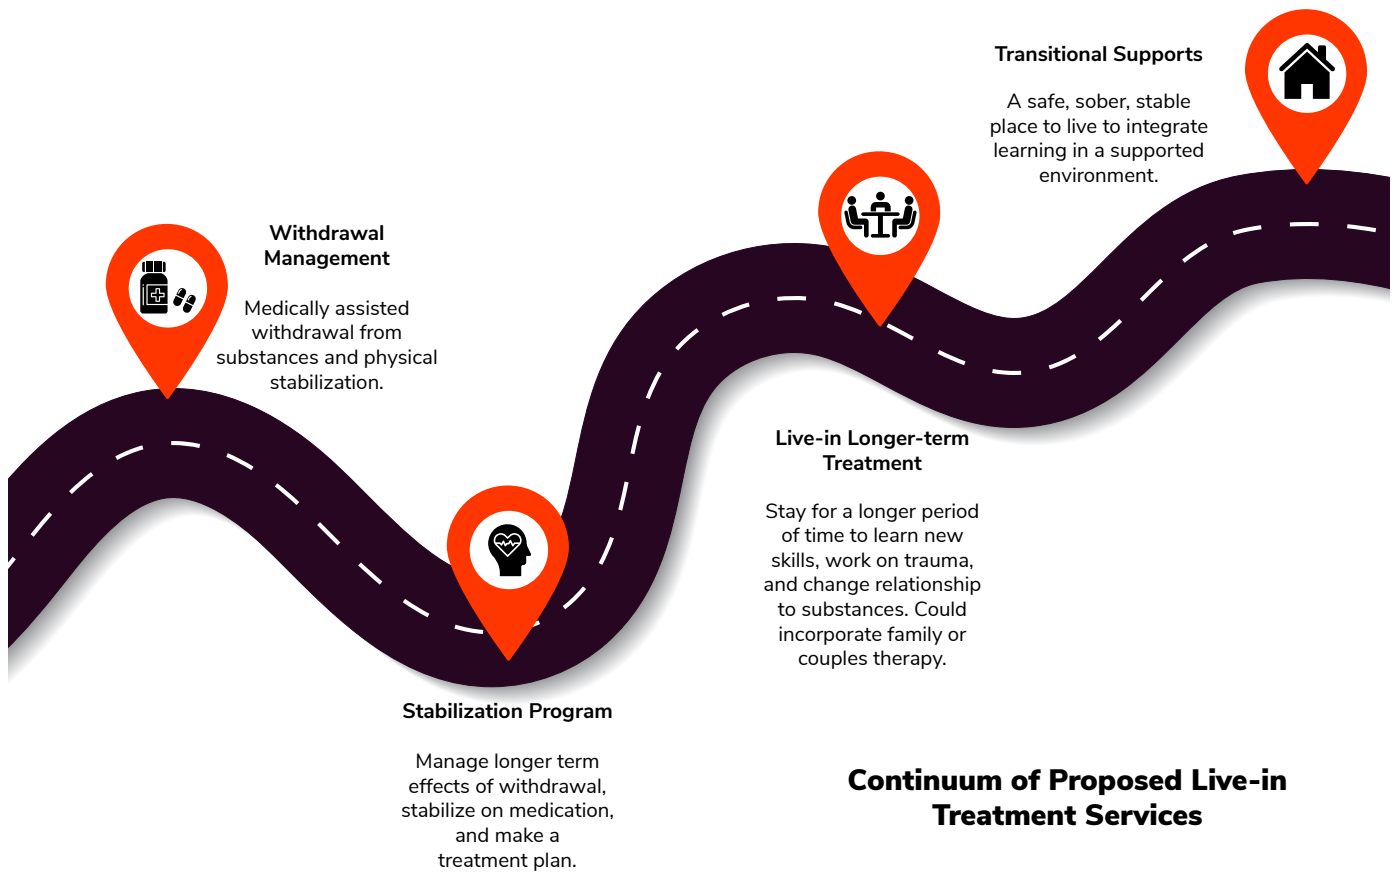 Withdrawal
Management
Medically assisted
withdrawal from
substances and physical
stabilization.
Stabilization Program
Manage longer term
effects of withdrawal,
stabilize on medication,
and make a
treatment plan.
Live-in Longer-term
Treatment
Stay for a longer period
of time to learn new
skills, work on trauma,
and change relationship
to substances. Could
incorporate family or
couples therapy.
Transitional Supports
A safe, sober, stable
place to live to integrate
learning in a supported
environment.
Continuum of Proposed Live-in
Treatment Services